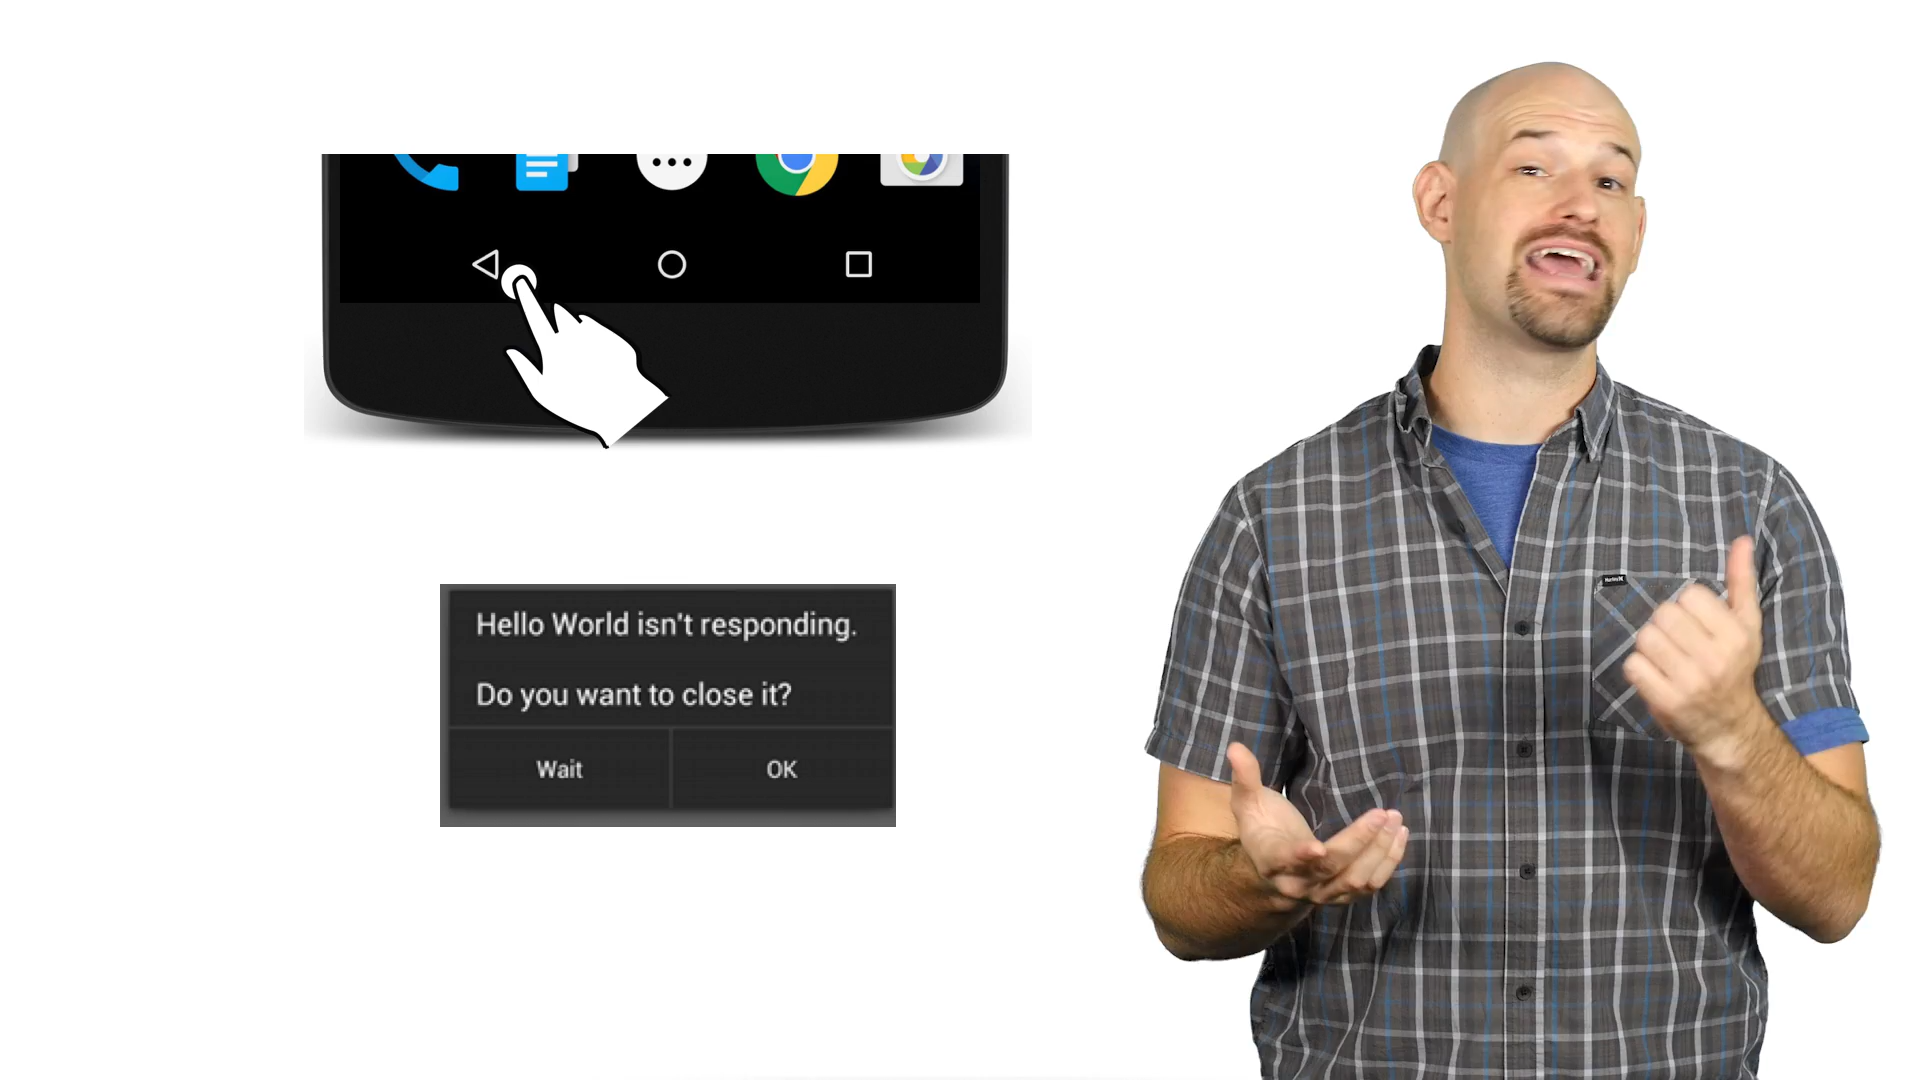 Hello World isn't responding.
Do you want to close it?
Wait
OK